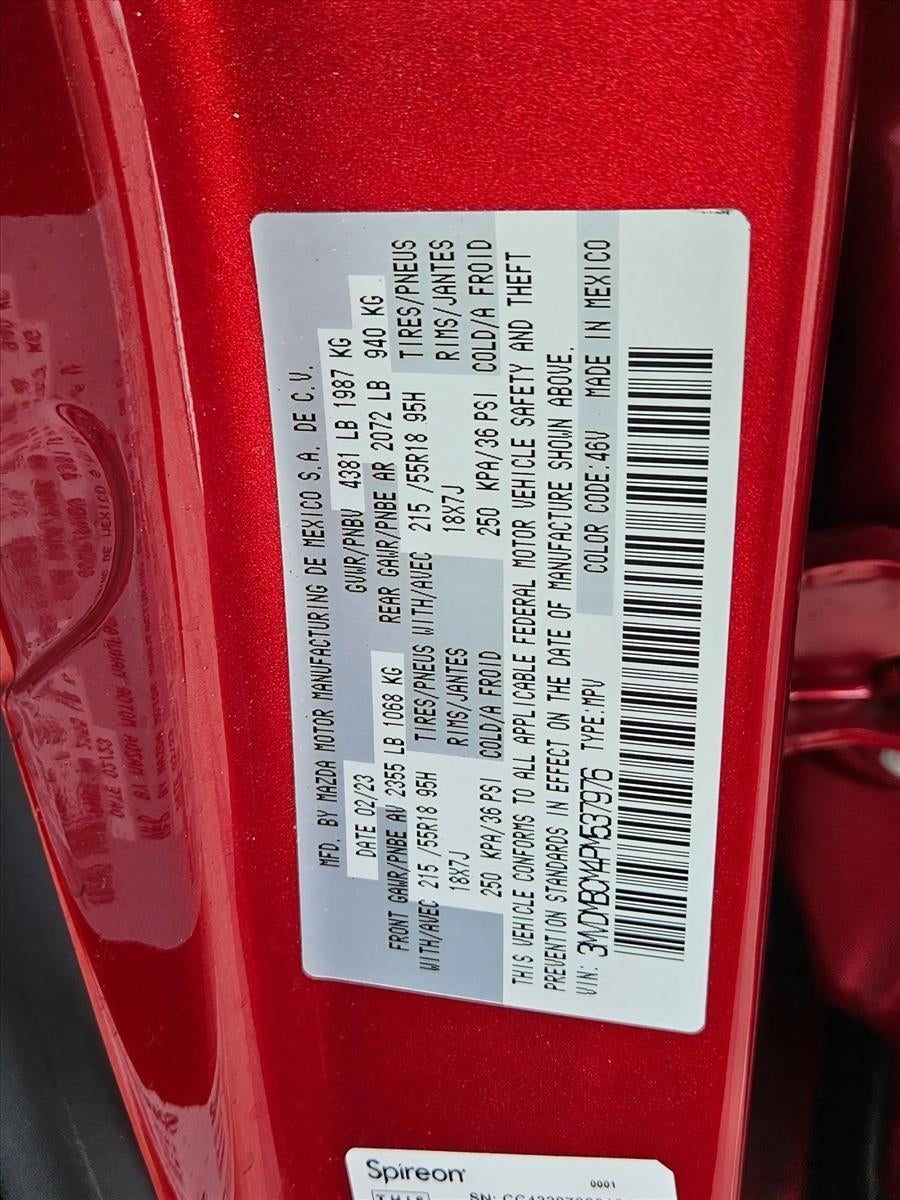 MFD. BY MAZDA MOTOR MANUFACTURING DE MEXICO S.A. DE C.V.
DATE 02/23 GVWR/PNBV 4381 LB 1987 KG
FRONT GAWR/PNBE AV 2355 LB 1068 KG REAR GAWR/PNBE AR 2072 LB 940 KG
WITH/AVEC 215 /55R18 95H TIRES/PNEUS WITH/AVEC 215 /55R18 95H TIRES/PNEUS
18X7J RIMS/JANTES 18X7J RIMS/JANTES
250 KPA/36 PSI COLD/A FROID 250 KPA/36 PSI COLD/A FROID
THIS VEHICLE CONFORMS TO ALL APPLICABLE FEDERAL MOTOR VEHICLE SAFETY AND THEFT
PREVENTION STANDARDS IN EFFECT ON THE DATE OF MANUFACTURE SHOWN ABOVE.
VIN: 3MVDMBCM4PM537976 TYPE:MPV COLOR CODE:46V MADE IN MEXICO
Spireon
0001
THIS
SN: